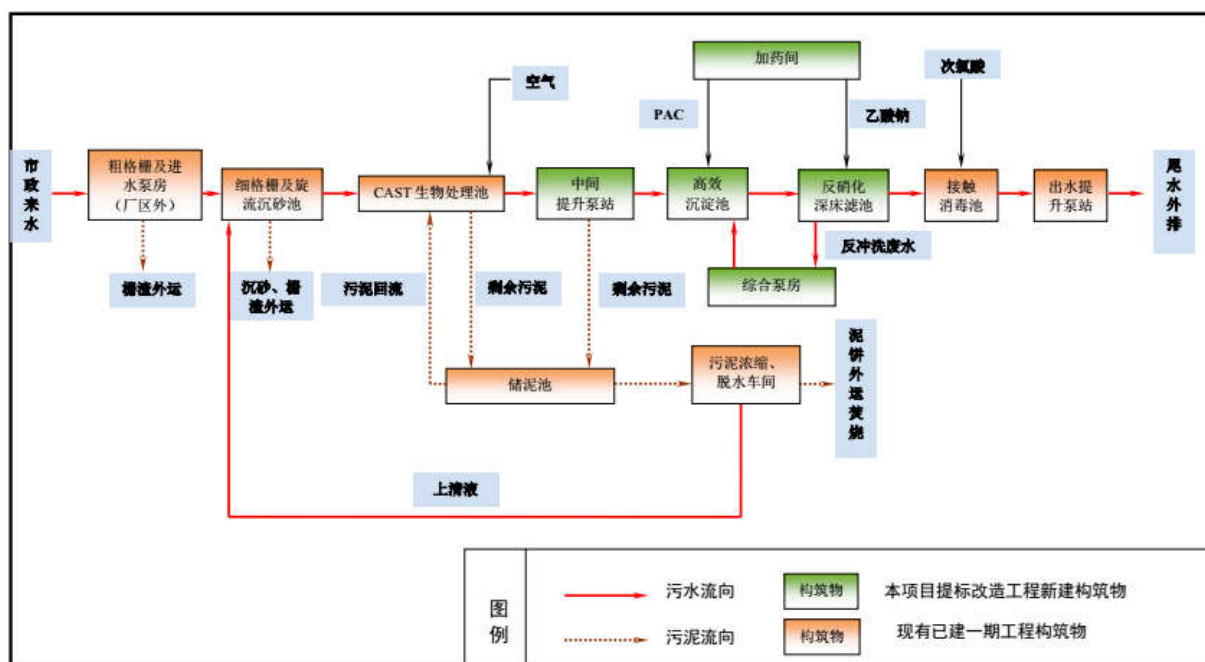 加药间
次氯酸
空气
PAC
乙酸钠
市
政
来
水
粗格栅及进
水泵房
（厂区外）
细格栅及旋
流沉砂池
CAST 生物处理池
中间
提升泵站
高效
沉淀池
反硝化
深床滤池
接触
消毒池
出水提
升泵站
尾
水
外
排
反冲洗废水
栅渣外运
沉砂、栅
渣外运
污泥回流
剩余污泥
剩余污泥
综合泵房
储泥池
污泥浓缩、
脱水车间
泥
饼
外
运
焚
烧
上清液
图
例
污水流向
构筑物
本项目提标改造工程新建构筑物
污泥流向
构筑物
现有已建一期工程构筑物